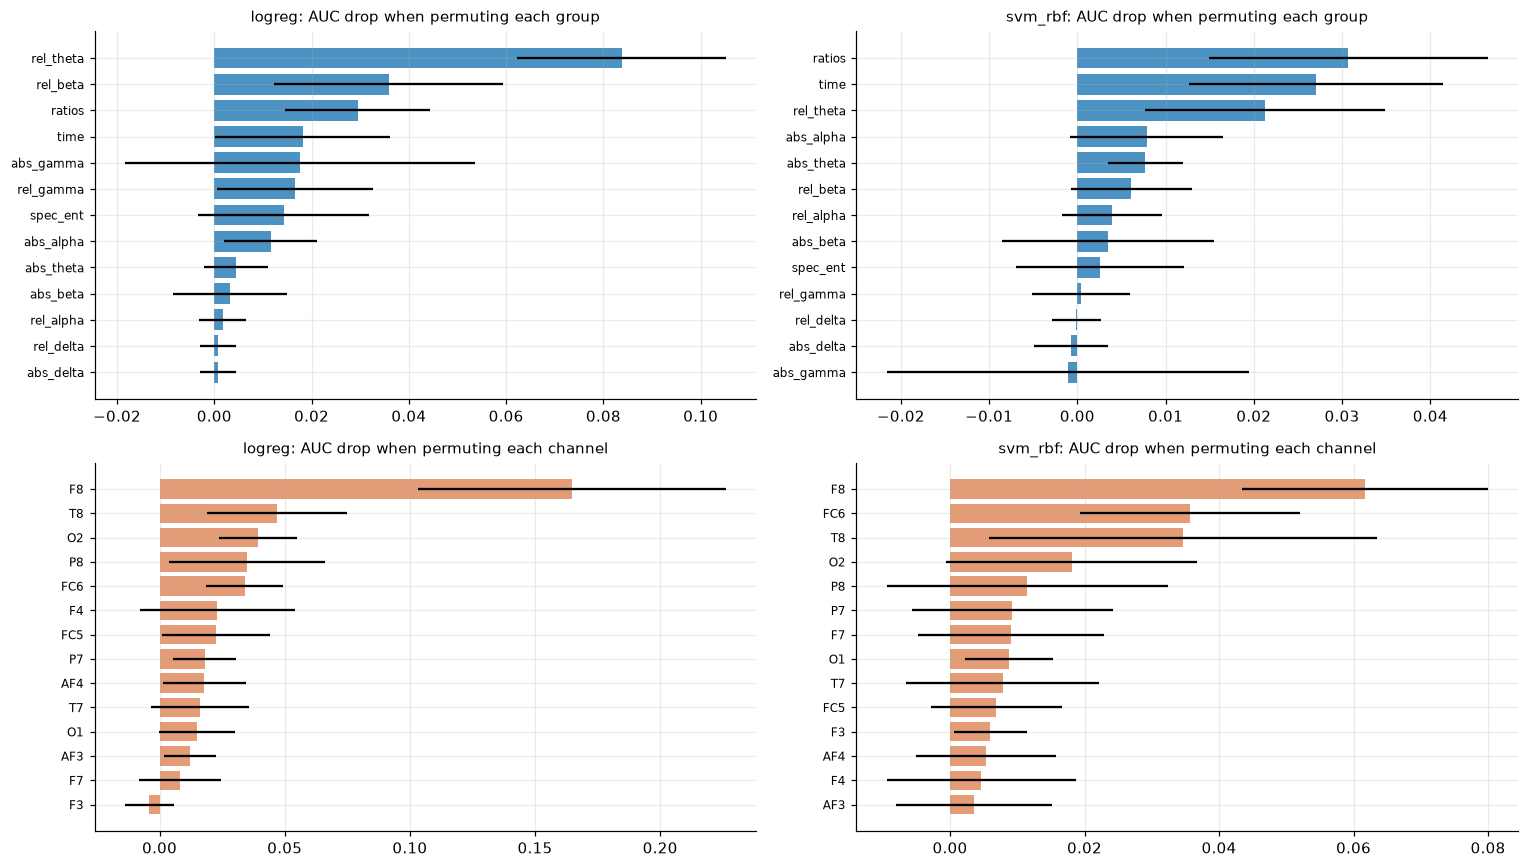 logreg: AUC drop when permuting each group
rel_theta
rel_beta
ratios
time
abs_gamma
rel_gamma
spec_ent
abs_alpha
abs_theta
abs_beta
rel_alpha
rel_delta
abs_delta
−0.02 0.00 0.02 0.04 0.06 0.08 0.10
svm_rbf: AUC drop when permuting each group
ratios
time
rel_theta
abs_alpha
abs_theta
rel_beta
rel_alpha
abs_beta
spec_ent
rel_gamma
rel_delta
abs_delta
abs_gamma
−0.02 −0.01 0.00 0.01 0.02 0.03 0.04
logreg: AUC drop when permuting each channel
F8
T8
O2
P8
FC6
F4
FC5
P7
AF4
T7
O1
AF3
F7
F3
0.00 0.05 0.10 0.15 0.20
svm_rbf: AUC drop when permuting each channel
F8
FC6
T8
O2
P8
P7
F7
O1
T7
FC5
F3
AF4
F4
AF3
0.00 0.02 0.04 0.06 0.08